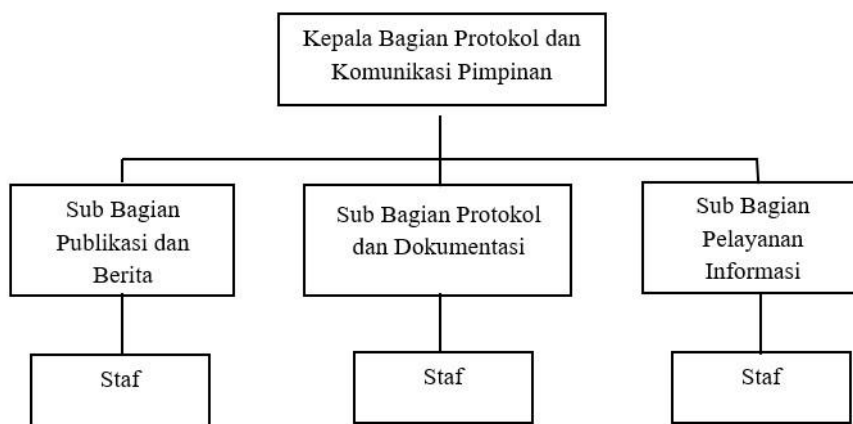 Kepala Bagian Protokol dan
Komunikasi Pimpinan
Sub Bagian
Publikasi dan
Berita
Sub Bagian Protokol
dan Dokumentasi
Sub Bagian
Pelayanan
Informasi
Staf
Staf
Staf